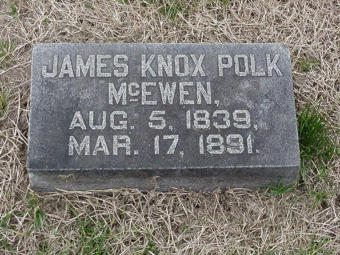 JAMES KNOX POLK
McEWEN,
AUG. 5, 1839,
MAR. 17, 1891.